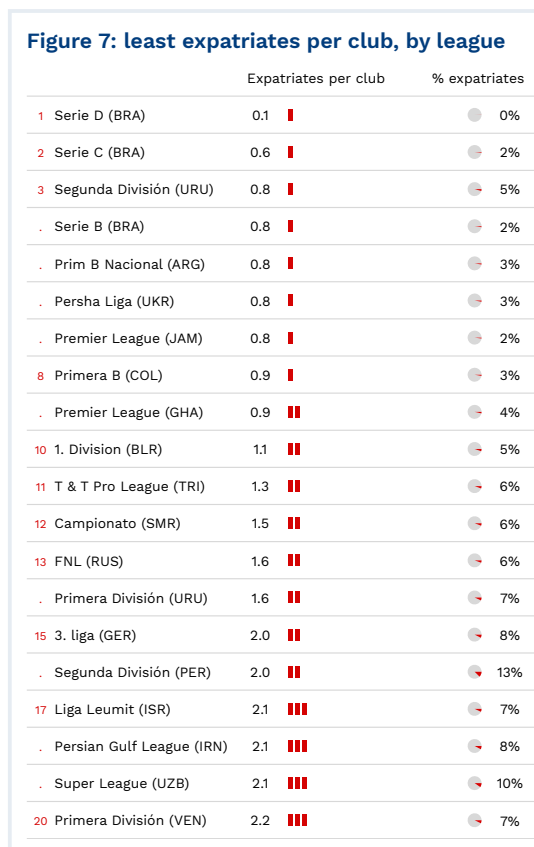 Figure 7: least expatriates per club, by league
Expatriates per club % expatriates
1 Serie D (BRA) 0.1 0%
2 Serie C (BRA) 0.6 2%
3 Segunda División (URU) 0.8 5%
. Serie B (BRA) 0.8 2%
. Prim B Nacional (ARG) 0.8 3%
. Persha Liga (UKR) 0.8 3%
. Premier League (JAM) 0.8 2%
8 Primera B (COL) 0.9 3%
. Premier League (GHA) 0.9 4%
10 1. Division (BLR) 1.1 5%
11 T & T Pro League (TRI) 1.3 6%
12 Campionato (SMR) 1.5 6%
13 FNL (RUS) 1.6 6%
. Primera División (URU) 1.6 7%
15 3. liga (GER) 2.0 8%
. Segunda División (PER) 2.0 13%
17 Liga Leumit (ISR) 2.1 7%
. Persian Gulf League (IRN) 2.1 8%
. Super League (UZB) 2.1 10%
20 Primera División (VEN) 2.2 7%